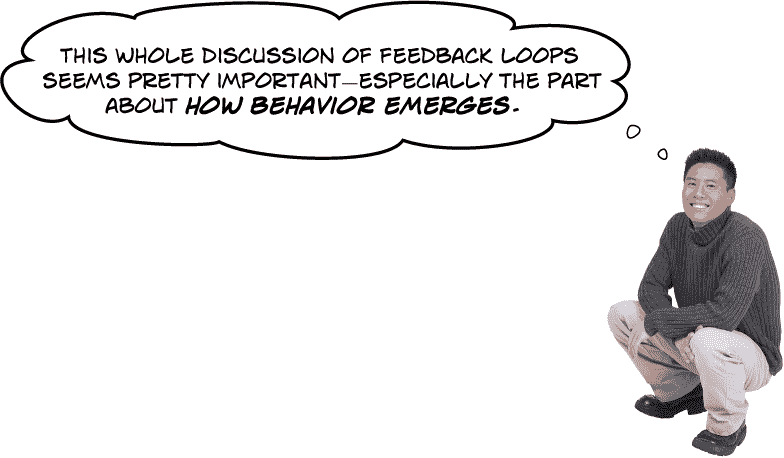 THIS WHOLE DISCUSSION OF FEEDBACK LOOPS
SEEMS PRETTY IMPORTANT—ESPECIALLY THE PART
ABOUT HOW BEHAVIOR EMERGES.